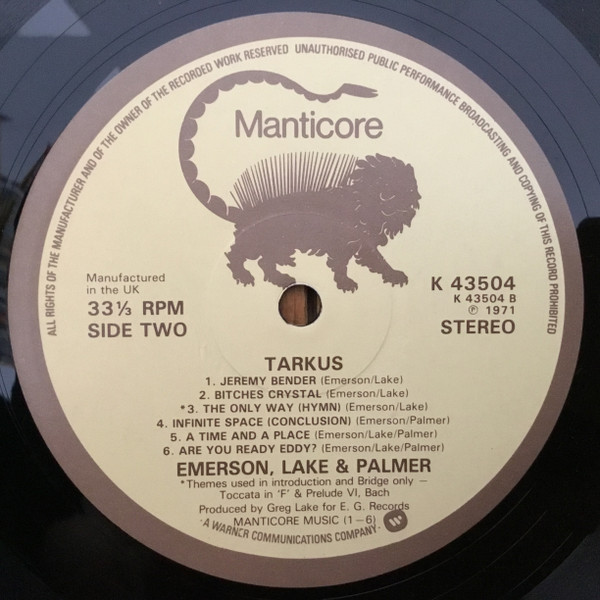 ALL RIGHTS OF THE MANUFACTURER AND OF THE OWNER OF THE RECORDED WORK RESERVED UNAUTHORISED PUBLIC PERFORMANCE BROADCASTING AND COPYING OF THIS RECORD PROHIBITED
Manticore
Manufactured
in the UK
33⅓ RPM
SIDE TWO
K 43504
K 43504 B
℗ 1971
STEREO
TARKUS
1. JEREMY BENDER (Emerson/Lake)
2. BITCHES CRYSTAL (Emerson/Lake)
*3. THE ONLY WAY (HYMN) (Emerson/Lake)
4. INFINITE SPACE (CONCLUSION) (Emerson/Palmer)
5. A TIME AND A PLACE (Emerson/Lake/Palmer)
6. ARE YOU READY EDDY? (Emerson/Lake/Palmer)
EMERSON, LAKE & PALMER
*Themes used in introduction and Bridge only —
Toccata in 'F' & Prelude VI, Bach
Produced by Greg Lake for E. G. Records
MANTICORE MUSIC (1–6)
·A WARNER COMMUNICATIONS COMPANY·